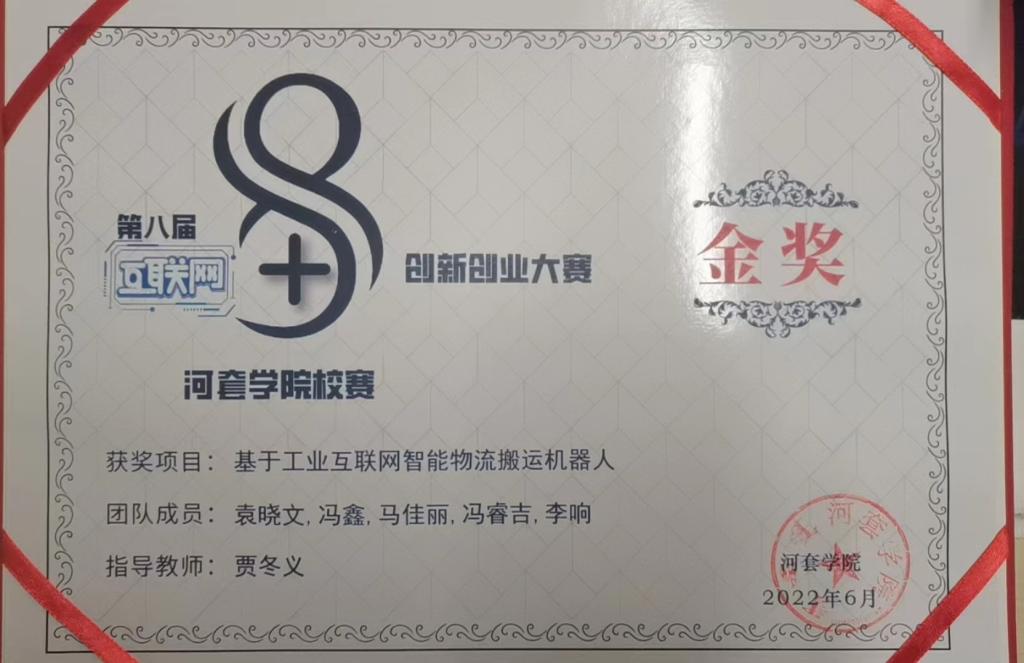 第八届
互联网
8
+
创新创业大赛
金奖
河套学院校赛
获奖项目： 基于工业互联网智能物流搬运机器人
团队成员： 袁晓文, 冯鑫, 马佳丽, 冯睿吉, 李响
指导教师： 贾冬义
河套学院
2022年6月